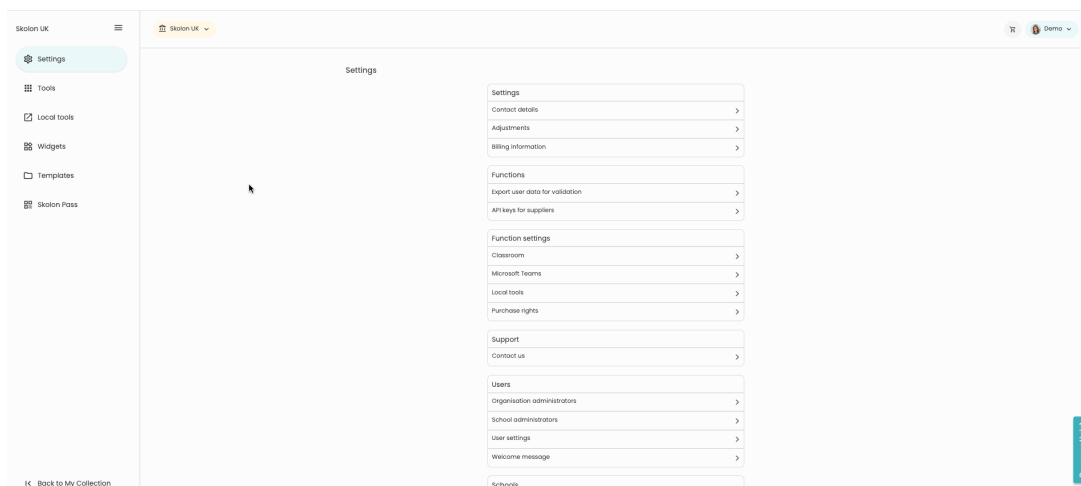 Skolon UK
Skolon UK
Demo
Settings
Tools
Local tools
Widgets
Templates
Skolon Pass
Back to My Collection
Settings
Settings
Contact details
Adjustments
Billing information
Functions
Export user data for validation
API keys for suppliers
Function settings
Classroom
Microsoft Teams
Local tools
Purchase rights
Support
Contact us
Users
Organisation administrators
School administrators
User settings
Welcome message
Schools